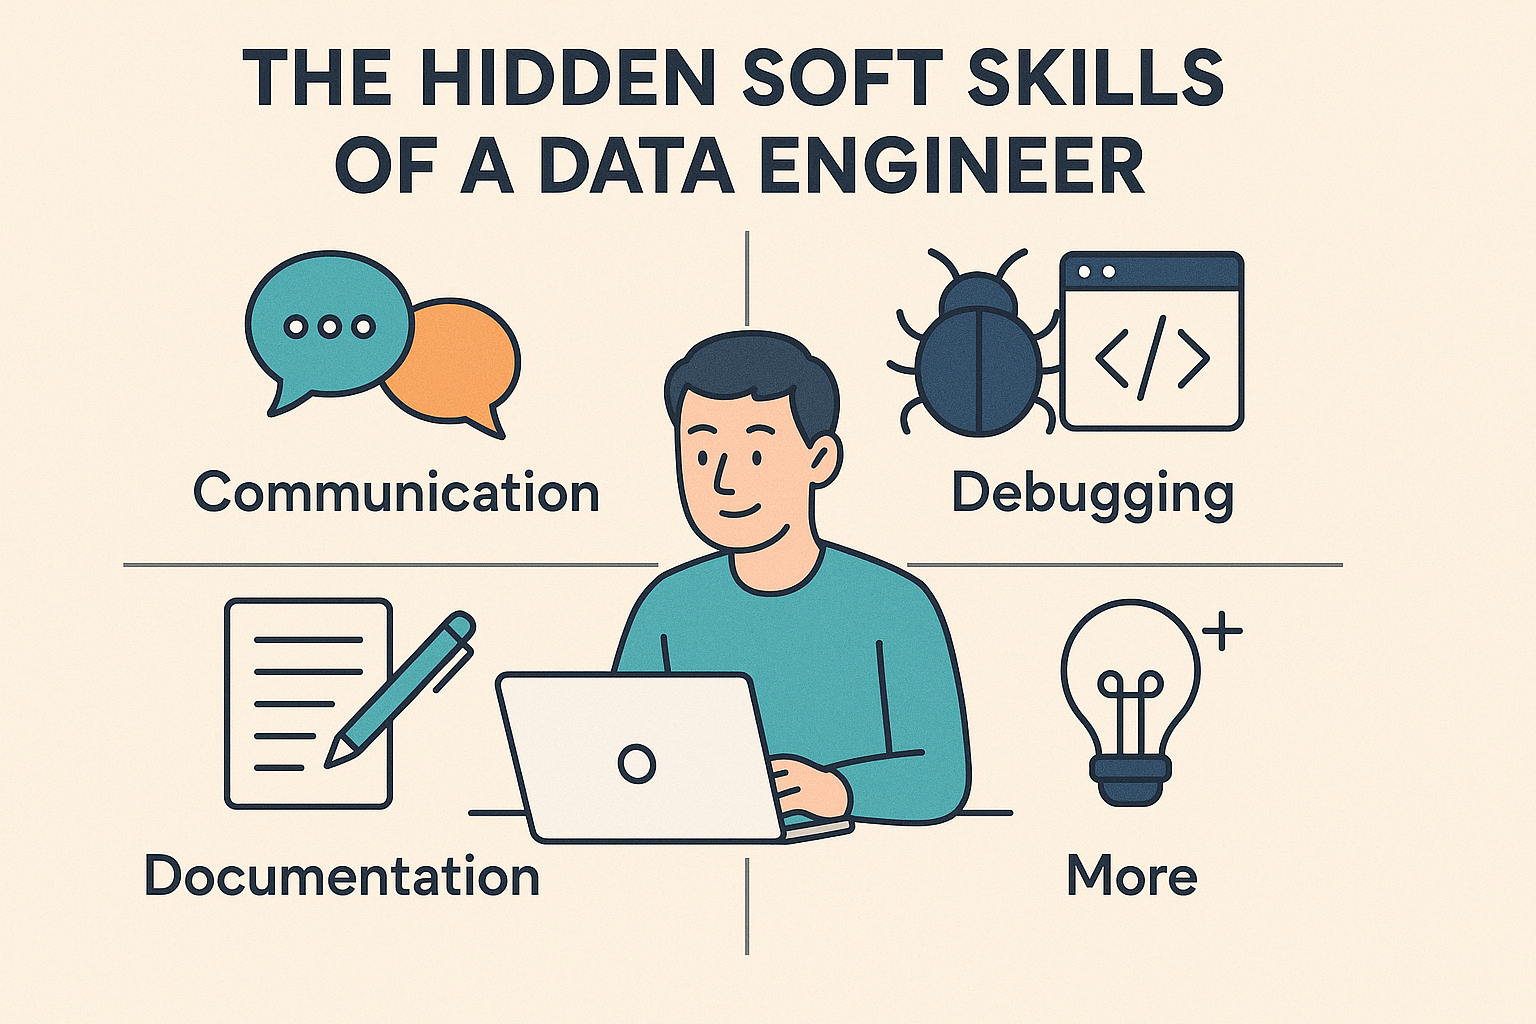 THE HIDDEN SOFT SKILLS
OF A DATA ENGINEER
Communication
Debugging
</>
Documentation
More